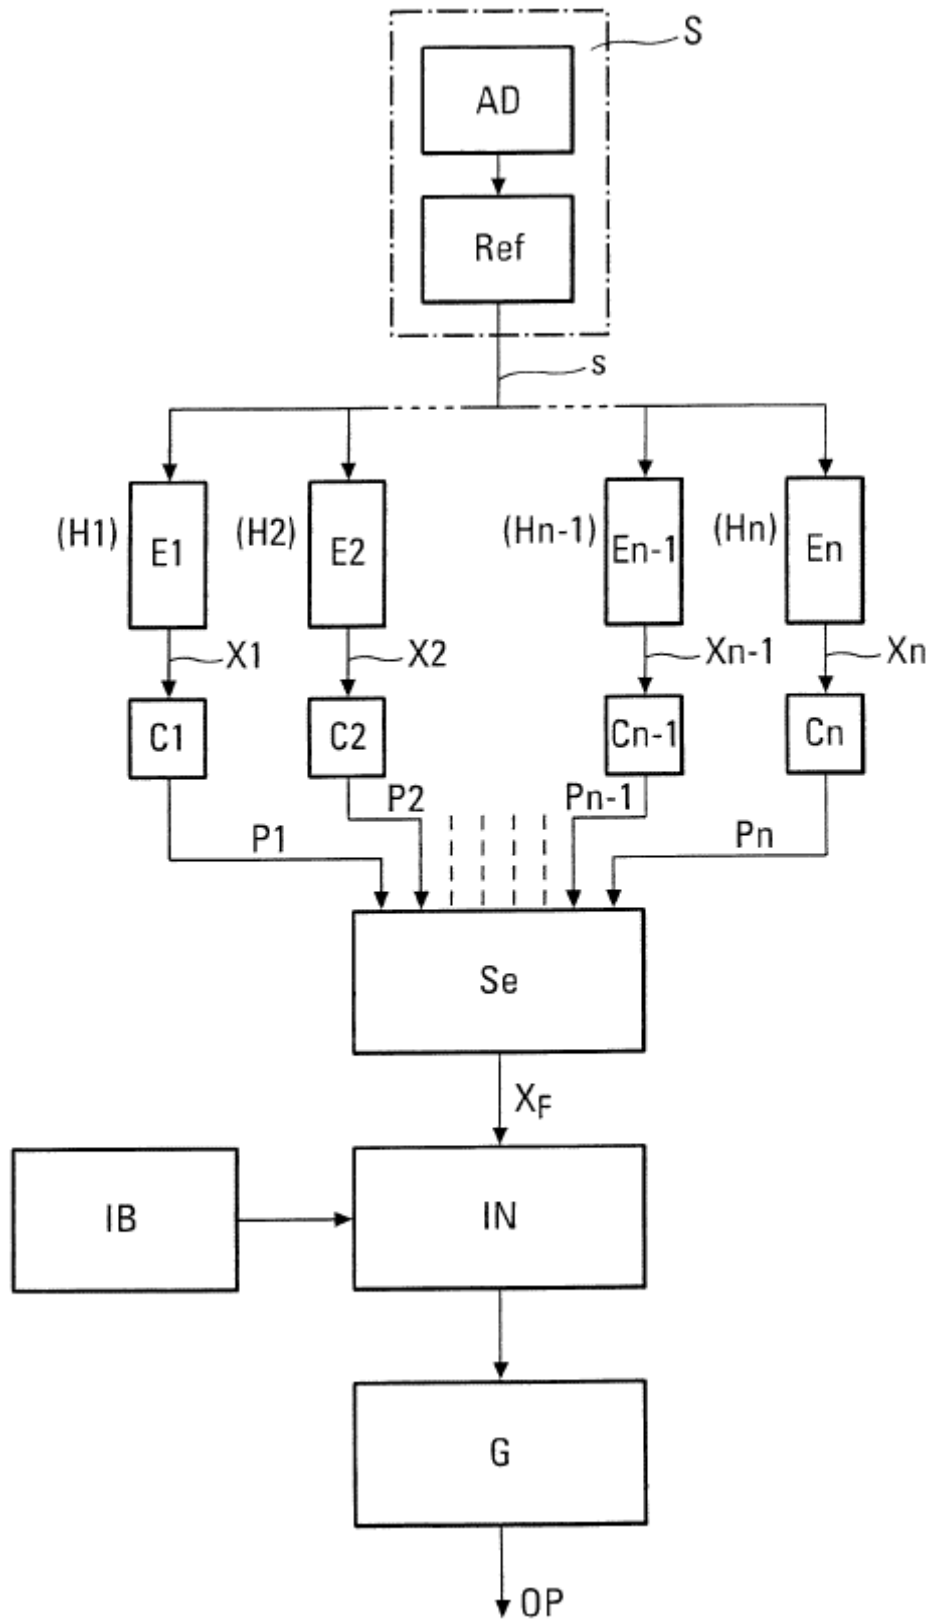 S
AD
Ref
s
(H1) E1 (H2) E2 (Hn-1) En-1 (Hn) En
X1 X2 Xn-1 Xn
C1 C2 Cn-1 Cn
P2 Pn-1
P1 Pn
Se
XF
IB IN
G
OP